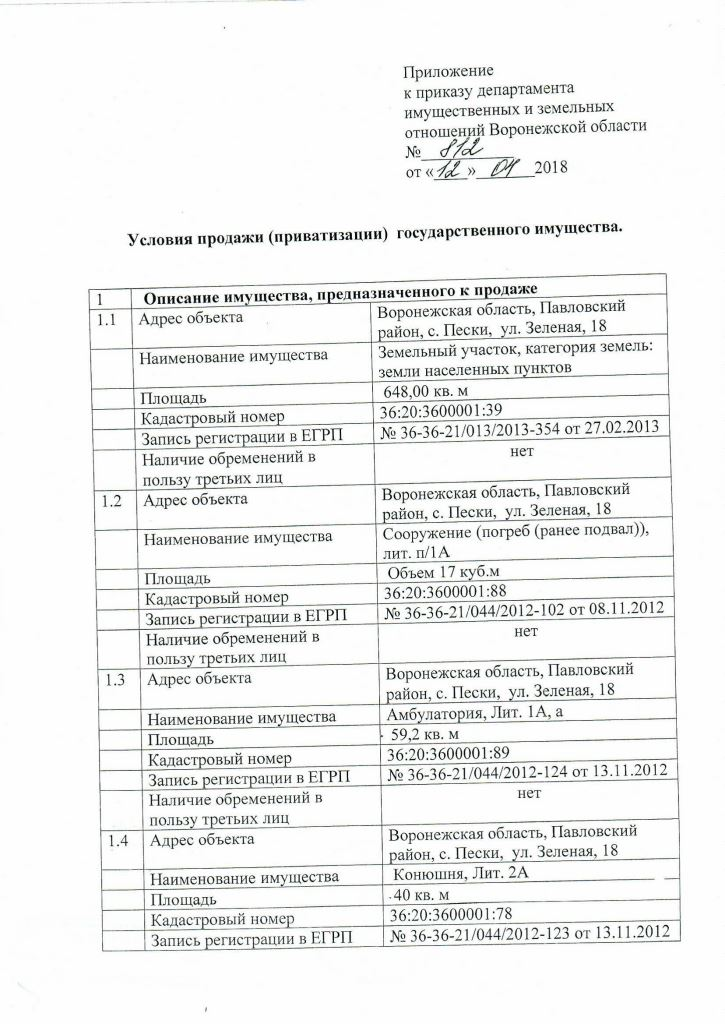 Приложение
к приказу департамента
имущественных и земельных
отношений Воронежской области
№ 812
от «12» 04 2018
Условия продажи (приватизации) государственного имущества.
1 Описание имущества, предназначенного к продаже
1.1 Адрес объекта Воронежская область, Павловский
район, с. Пески, ул. Зеленая, 18
Наименование имущества Земельный участок, категория земель:
земли населенных пунктов
Площадь 648,00 кв. м
Кадастровый номер 36:20:3600001:39
Запись регистрации в ЕГРП № 36-36-21/013/2013-354 от 27.02.2013
Наличие обременений в нет
пользу третьих лиц
1.2 Адрес объекта Воронежская область, Павловский
район, с. Пески, ул. Зеленая, 18
Наименование имущества Сооружение (погреб (ранее подвал)),
лит. п/1А
Площадь Объем 17 куб.м
Кадастровый номер 36:20:3600001:88
Запись регистрации в ЕГРП № 36-36-21/044/2012-102 от 08.11.2012
Наличие обременений в нет
пользу третьих лиц
1.3 Адрес объекта Воронежская область, Павловский
район, с. Пески, ул. Зеленая, 18
Наименование имущества Амбулатория, Лит. 1А, а
Площадь 59,2 кв. м
Кадастровый номер 36:20:3600001:89
Запись регистрации в ЕГРП № 36-36-21/044/2012-124 от 13.11.2012
Наличие обременений в нет
пользу третьих лиц
1.4 Адрес объекта Воронежская область, Павловский
район, с. Пески, ул. Зеленая, 18
Наименование имущества Конюшня, Лит. 2А
Площадь 40 кв. м
Кадастровый номер 36:20:3600001:78
Запись регистрации в ЕГРП № 36-36-21/044/2012-123 от 13.11.2012